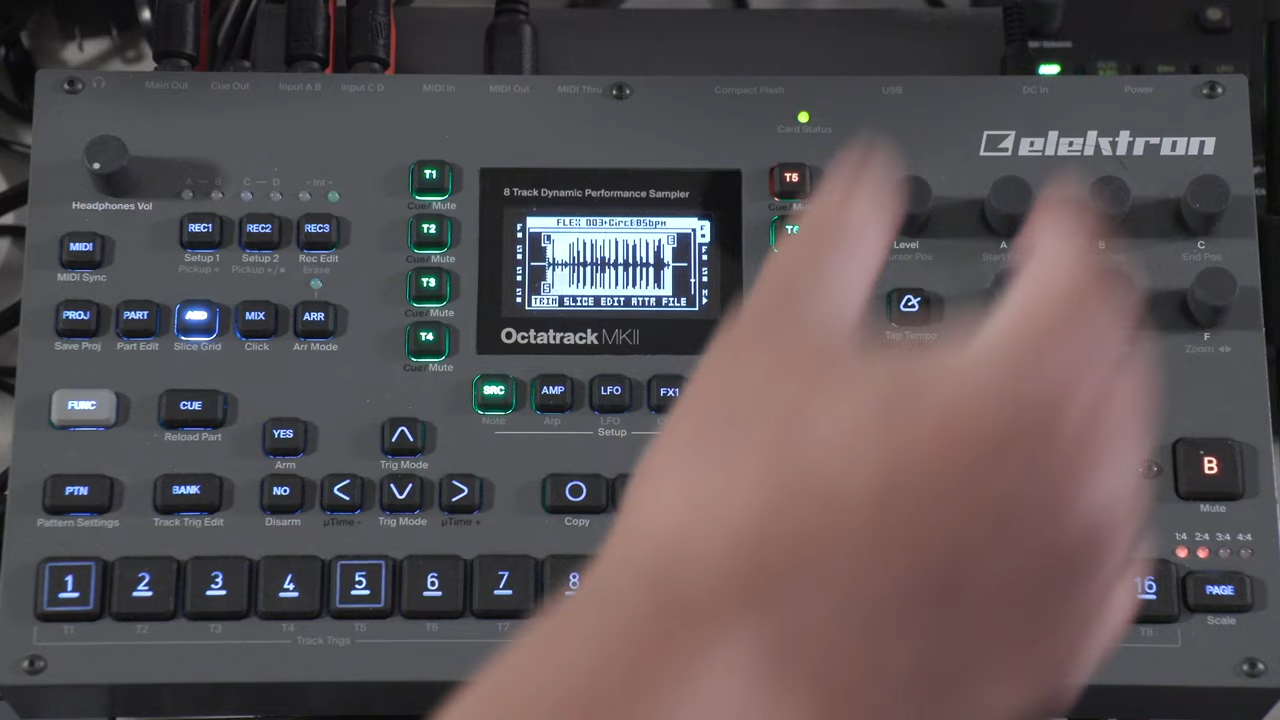 Main Out Cue Out Input A B Input C D MIDI In MIDI Out MIDI Thru Compact Flash USB DC In Power
Card Status
elektron
Headphones Vol
A B C D Int
T1
Cue/Mute
T2
Cue/Mute
T3
Cue/Mute
T4
Cue/Mute
8 Track Dynamic Performance Sampler
TRIM SLICE EDIT ATTR FILE
Octatrack MKII
T5
Level A B C
End Pos
Tap Tempo
F
Zoom
REC1 REC2 REC3
Setup 1 Setup 2 Rec Edit
Pickup + Erase
MIDI
MIDI Sync
PROJ PART AED MIX ARR
Save Proj Part Edit Slice Grid Click Arr Mode
SRC AMP LFO FX1
Note Arp LFO
Setup
FUNC CUE
Reload Part
YES
Arm Trig Mode
PTN BANK NO
Pattern Settings Track Trig Edit Disarm µTime - Trig Mode µTime + Copy
B
Mute
1:4 2:4 3:4 4:4
1 2 3 4 5 6 7 8 16 PAGE
Scale
T1 T2 T3 T4 T5 T6 T7 T8
Track Trigs